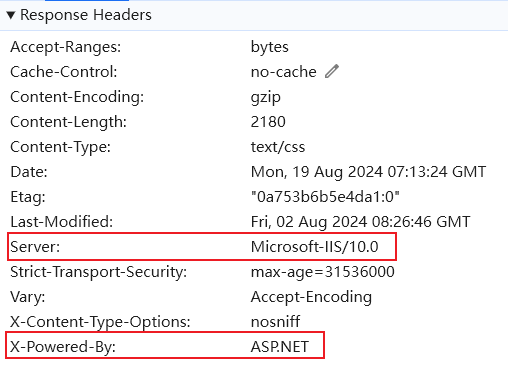 ▼ Response Headers
Accept-Ranges: bytes
Cache-Control: no-cache
Content-Encoding: gzip
Content-Length: 2180
Content-Type: text/css
Date: Mon, 19 Aug 2024 07:13:24 GMT
Etag: "0a753b6b5e4da1:0"
Last-Modified: Fri, 02 Aug 2024 08:26:46 GMT
Server: Microsoft-IIS/10.0
Strict-Transport-Security: max-age=31536000
Vary: Accept-Encoding
X-Content-Type-Options: nosniff
X-Powered-By: ASP.NET